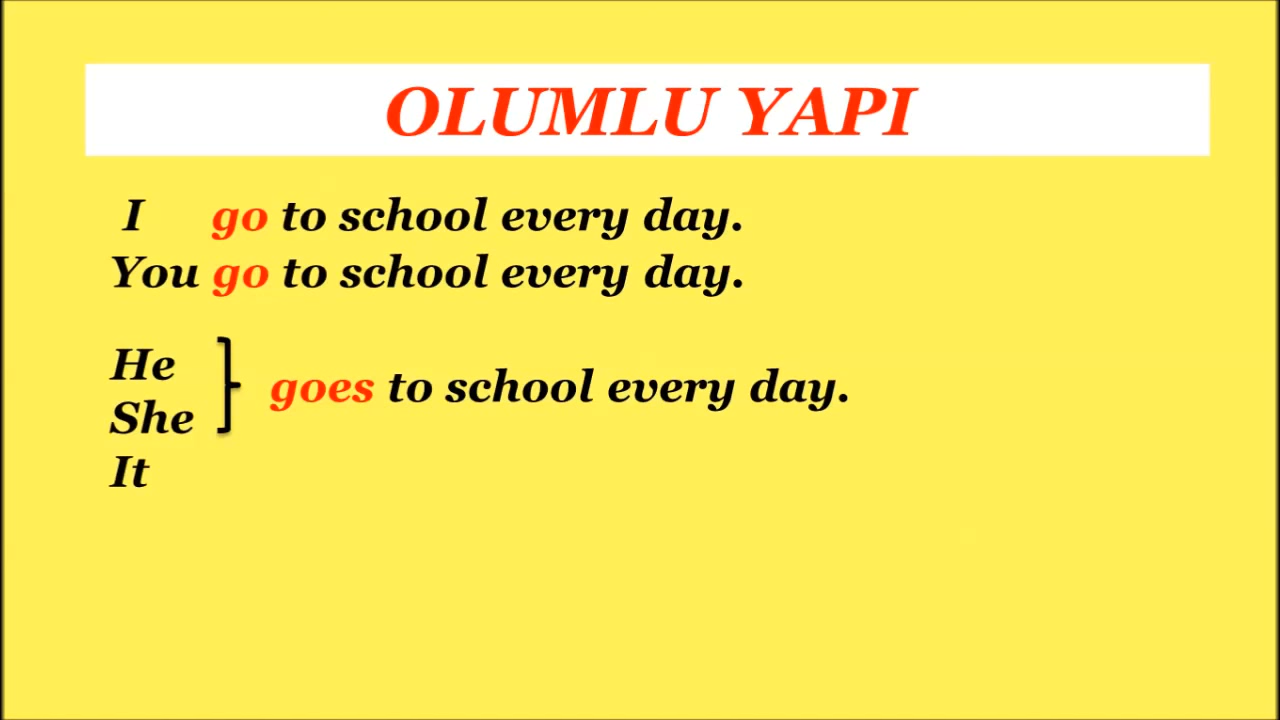 OLUMLU YAPI
I go to school every day.
You go to school every day.
He
She
goes to school every day.
It